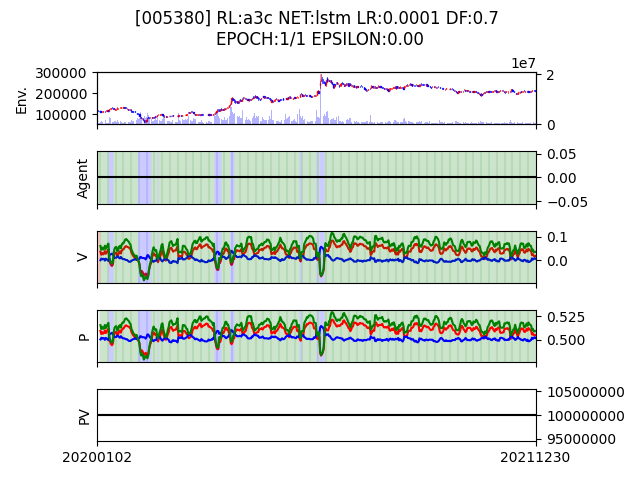 [005380] RL:a3c NET:lstm LR:0.0001 DF:0.7
EPOCH:1/1 EPSILON:0.00
1e7
300000
200000
100000
Env.
2
0
Agent
0.05
0.00
−0.05
V
0.1
0.0
P
0.525
0.500
PV
105000000
100000000
95000000
20200102
20211230